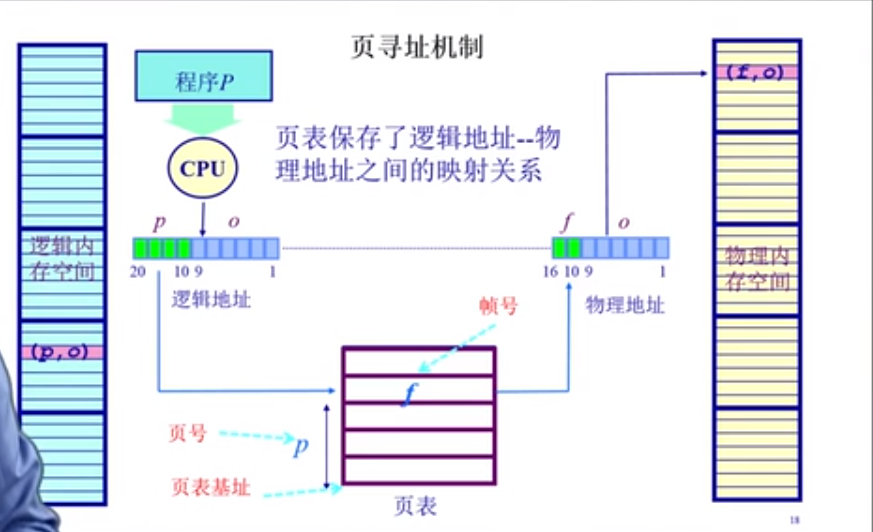 页寻址机制
程序P
页表保存了逻辑地址--物
理地址之间的映射关系
CPU
(f,o)
p o
f o
20 10 9 1
16 10 9 1
逻辑内
存空间
逻辑地址
物理地址
物理内
存空间
帧号
(p,o)
f
页号
p
页表基址
页表
18